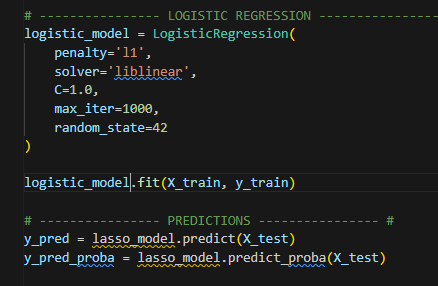 # ---------------- LOGISTIC REGRESSION ----------------
logistic_model = LogisticRegression(
penalty='l1',
solver='liblinear',
C=1.0,
max_iter=1000,
random_state=42
)
logistic_model.fit(X_train, y_train)
# ---------------- PREDICTIONS ---------------- #
y_pred = lasso_model.predict(X_test)
y_pred_proba = lasso_model.predict_proba(X_test)